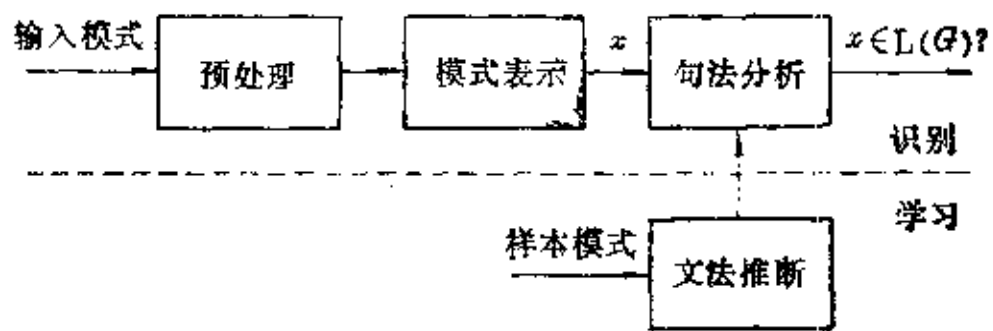 输入模式
预处理
模式表示
x
句法分析
x∈L(G)?
识别
学习
样本模式
文法推断